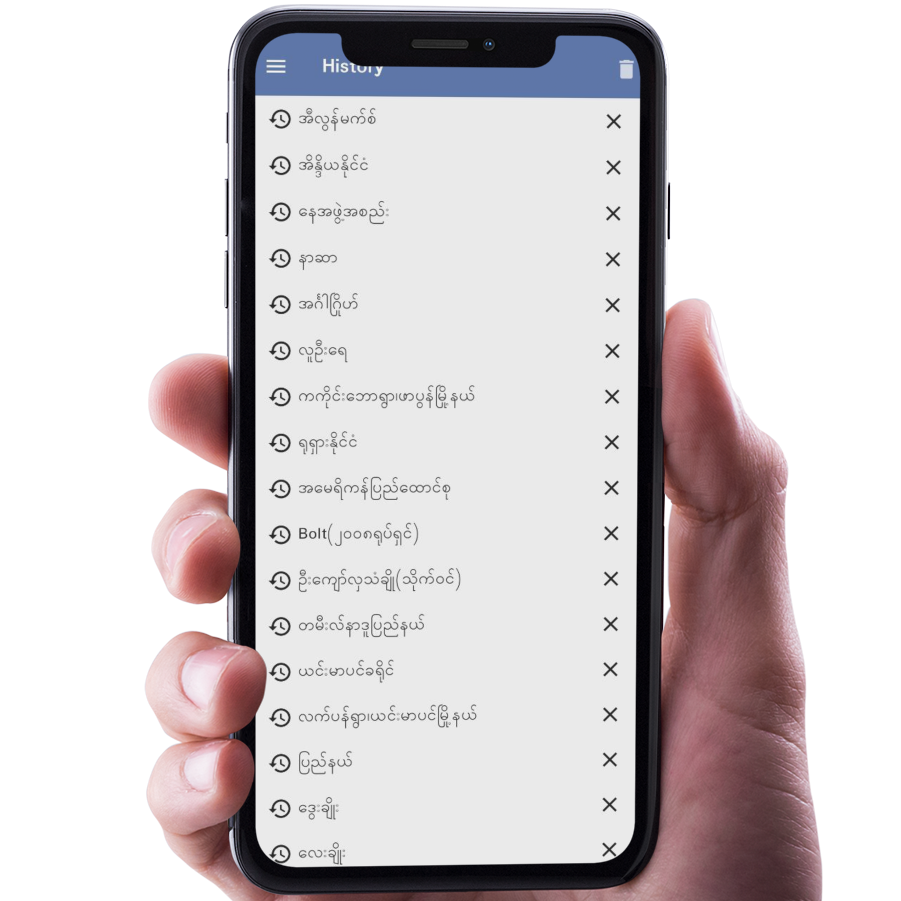 History
အီလွန်မက်စ်
အိန္ဒိယနိုင်ငံ
နေအဖွဲ့အစည်း
နာဆာ
အင်္ဂါဂြိုဟ်
လူဦးရေ
ကကိုင်းဘောရွာ၊ဖာပွန်မြို့နယ်
ရုရှားနိုင်ငံ
အမေရိကန်ပြည်ထောင်စု
Bolt(၂၀၀၈ရုပ်ရှင်)
ဦးကျော်လှသံချို(သိုက်ဝင်)
တမီးလ်နာဒူပြည်နယ်
ယင်းမာပင်ခရိုင်
လက်ပန်ရွာ၊ယင်းမာပင်မြို့နယ်
ပြည်နယ်
ဒွေးချိုး
လေးချိုး